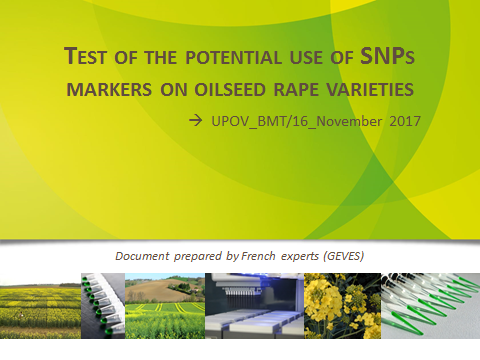 TEST OF THE POTENTIAL USE OF SNPS
MARKERS ON OILSEED RAPE VARIETIES
→ UPOV_BMT/16_November 2017
Document prepared by French experts (GEVES)